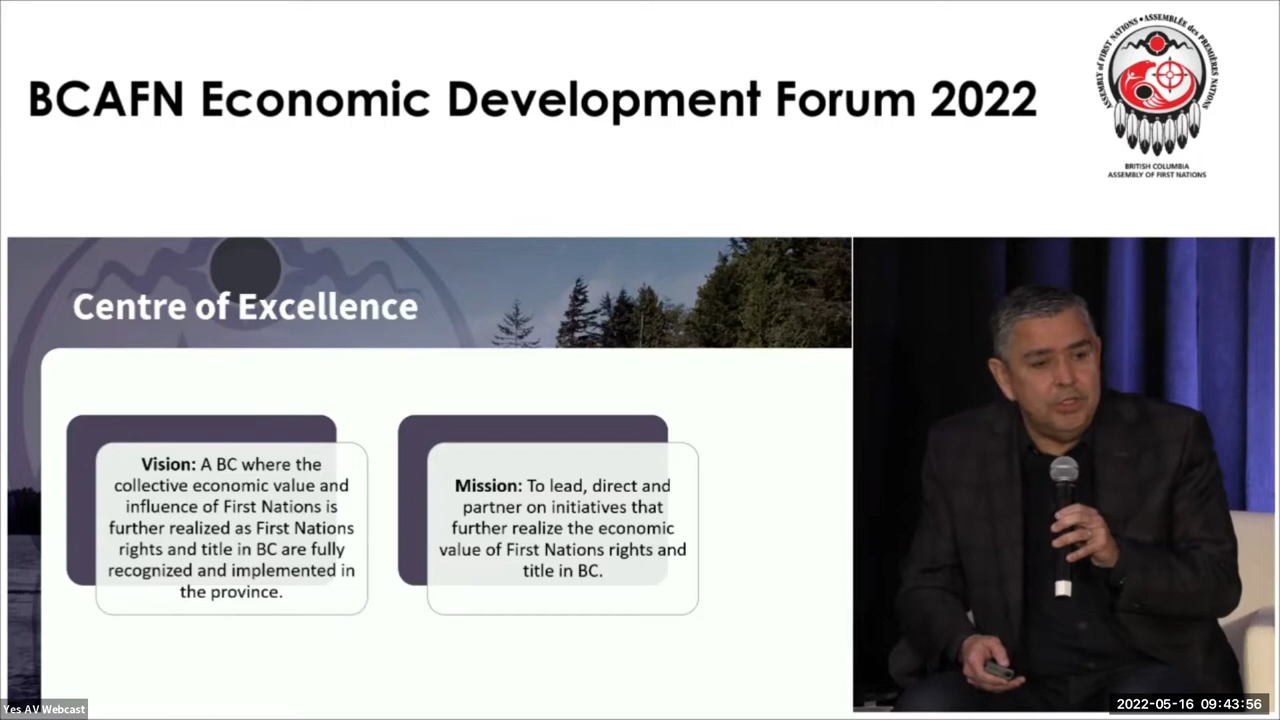 BCAFN Economic Development Forum 2022
ASSEMBLY of FIRST NATIONS • ASSEMBLÉE des PREMIÈRES NATIONS
BRITISH COLUMBIA
ASSEMBLY OF FIRST NATIONS
Centre of Excellence
Vision: A BC where the
collective economic value and
influence of First Nations is
further realized as First Nations
rights and title in BC are fully
recognized and implemented in
the province.
Mission: To lead, direct and
partner on initiatives that
further realize the economic
value of First Nations rights and
title in BC.
Yes AV Webcast
2022-05-16 09:43:56